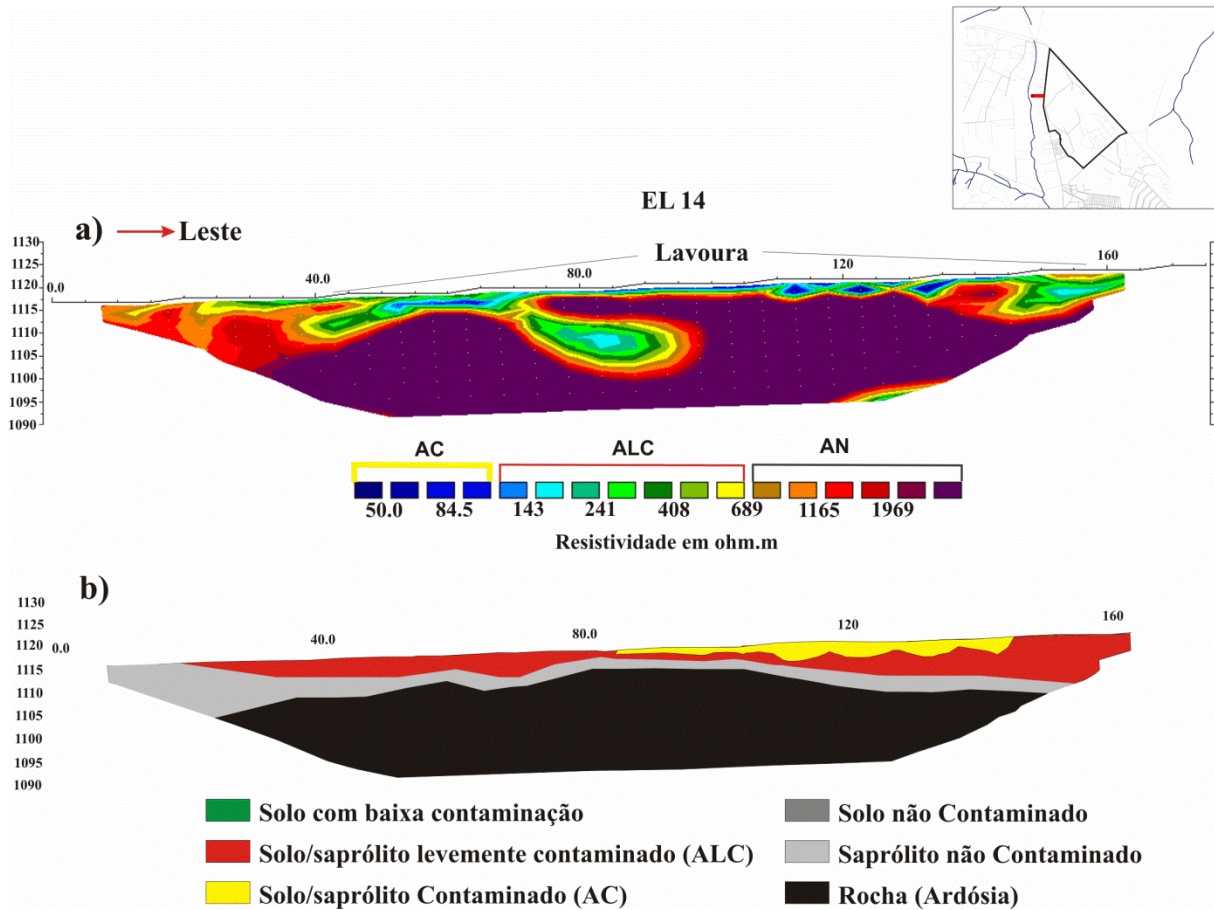 EL 14
a) Leste
Lavoura
1130
1125
1120
1115
1110
1105
1100
1095
1090
0.0 40.0 80.0 120 160
AC ALC AN
50.0 84.5 143 241 408 689 1165 1969
Resistividade em ohm.m
b)
1130
1125
1120
1115
1110
1105
1100
1095
1090
0.0 40.0 80.0 120 160
Solo com baixa contaminação
Solo/saprólito levemente contaminado (ALC)
Solo/saprólito Contaminado (AC)
Solo não Contaminado
Saprólito não Contaminado
Rocha (Ardósia)